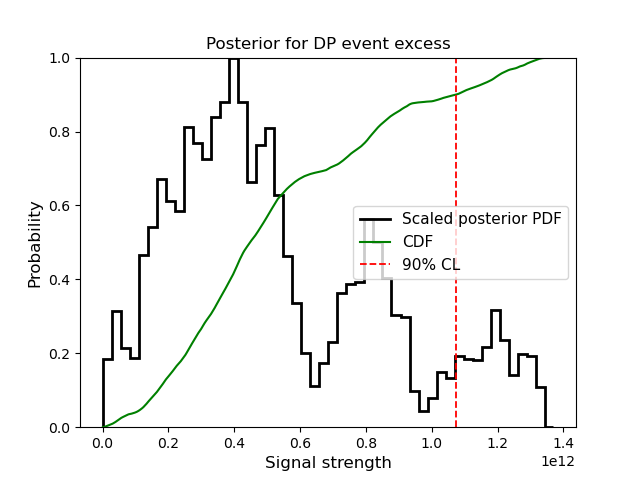 Posterior for DP event excess
Probability
1.0
0.8
0.6
0.4
0.2
0.0
Scaled posterior PDF
CDF
90% CL
0.0 0.2 0.4 0.6 0.8 1.0 1.2 1.4
1e12
Signal strength